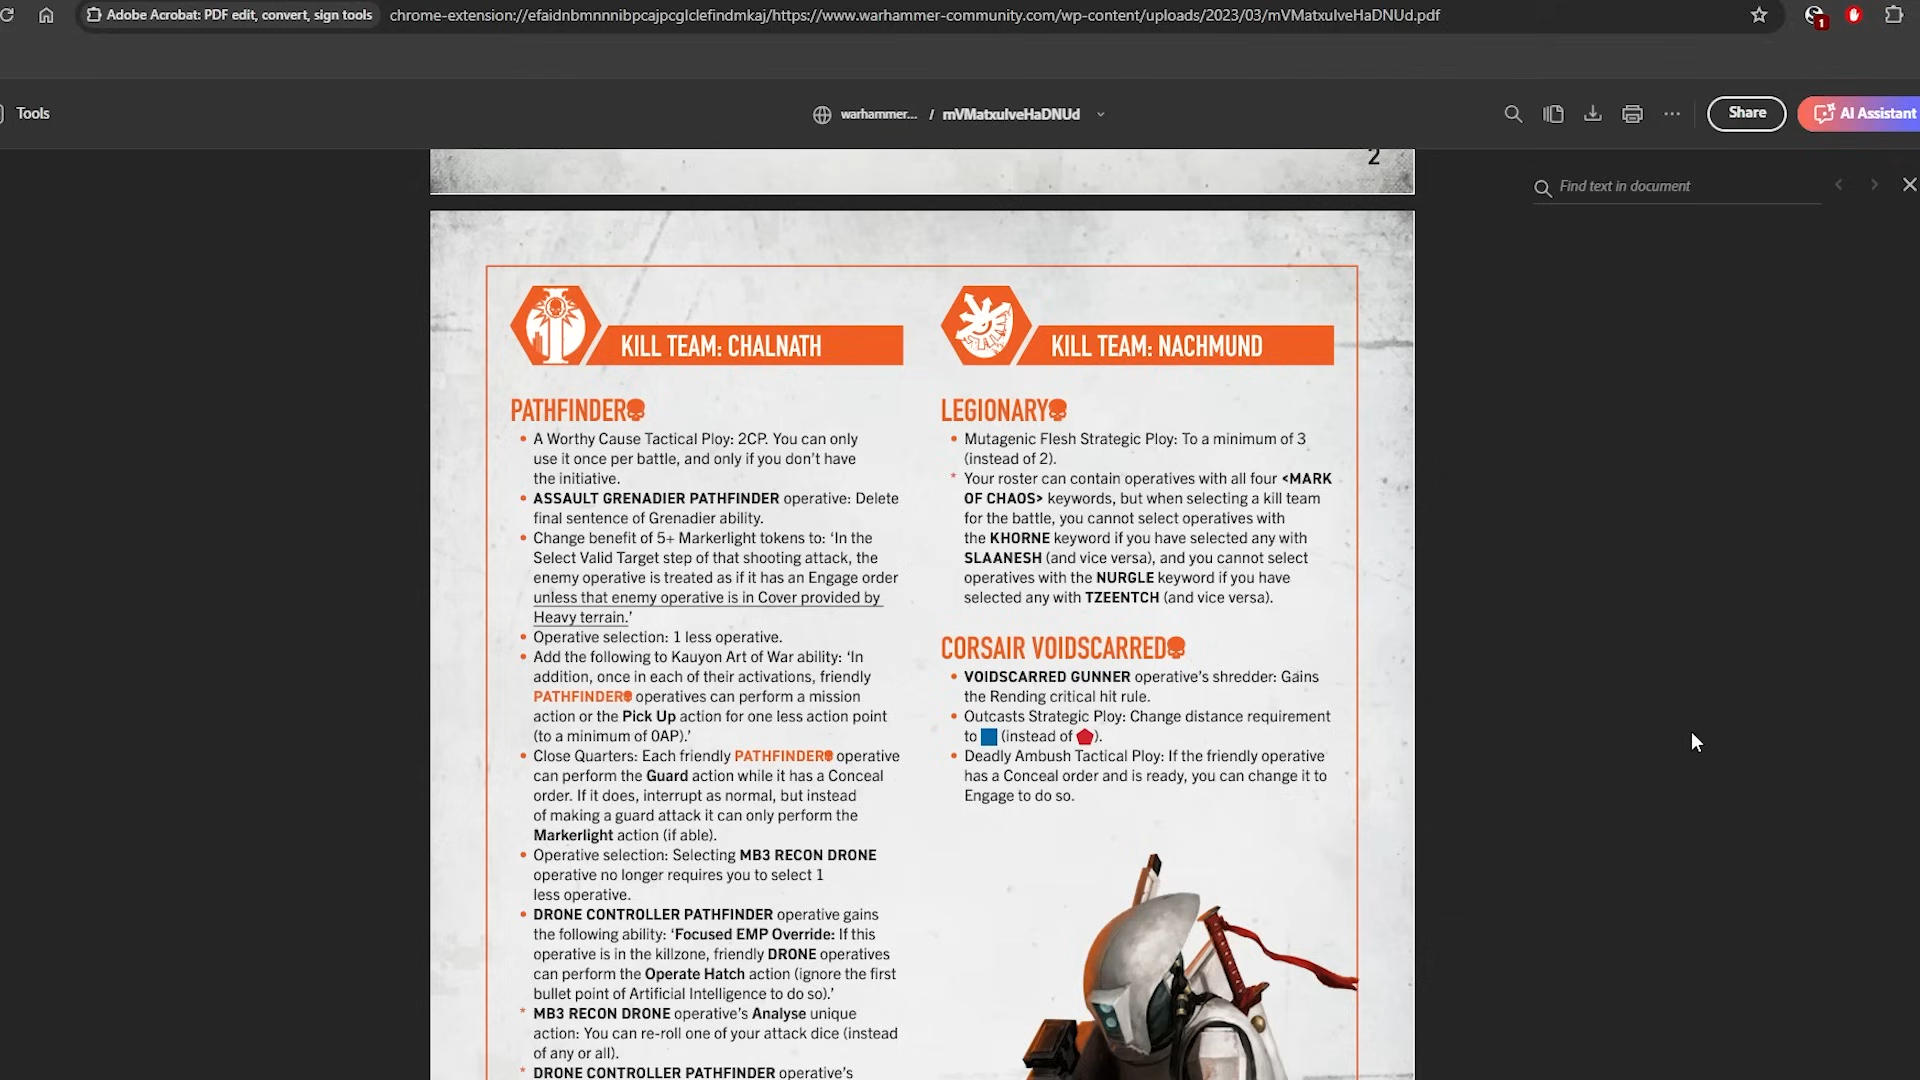 Adobe Acrobat: PDF edit, convert, sign tools
chrome-extension://efaidnbmnnnibpcajpcglclefindmkaj/https://www.warhammer-community.com/wp-content/uploads/2023/03/mVMatxulveHaDNUd.pdf
1
Tools
warhammer... / mVMatxulveHaDNUd
Share
AI Assistant
2
Find text in document
KILL TEAM: CHALNATH
PATHFINDER
• A Worthy Cause Tactical Ploy: 2CP. You can only
use it once per battle, and only if you don't have
the initiative.
• ASSAULT GRENADIER PATHFINDER operative: Delete
final sentence of Grenadier ability.
• Change benefit of 5+ Markerlight tokens to: 'In the
Select Valid Target step of that shooting attack, the
enemy operative is treated as if it has an Engage order
unless that enemy operative is in Cover provided by
Heavy terrain.'
• Operative selection: 1 less operative.
• Add the following to Kauyon Art of War ability: 'In
addition, once in each of their activations, friendly
PATHFINDER operatives can perform a mission
action or the Pick Up action for one less action point
(to a minimum of 0AP).'
• Close Quarters: Each friendly PATHFINDER operative
can perform the Guard action while it has a Conceal
order. If it does, interrupt as normal, but instead
of making a guard attack it can only perform the
Markerlight action (if able).
• Operative selection: Selecting MB3 RECON DRONE
operative no longer requires you to select 1
less operative.
• DRONE CONTROLLER PATHFINDER operative gains
the following ability: 'Focused EMP Override: If this
operative is in the killzone, friendly DRONE operatives
can perform the Operate Hatch action (ignore the first
bullet point of Artificial Intelligence to do so).'
* MB3 RECON DRONE operative's Analyse unique
action: You can re-roll one of your attack dice (instead
of any or all).
* DRONE CONTROLLER PATHFINDER operative's
KILL TEAM: NACHMUND
LEGIONARY
• Mutagenic Flesh Strategic Ploy: To a minimum of 3
(instead of 2).
* Your roster can contain operatives with all four <MARK
OF CHAOS> keywords, but when selecting a kill team
for the battle, you cannot select operatives with
the KHORNE keyword if you have selected any with
SLAANESH (and vice versa), and you cannot select
operatives with the NURGLE keyword if you have
selected any with TZEENTCH (and vice versa).
CORSAIR VOIDSCARRED
• VOIDSCARRED GUNNER operative's shredder: Gains
the Rending critical hit rule.
• Outcasts Strategic Ploy: Change distance requirement
to (instead of ).
• Deadly Ambush Tactical Ploy: If the friendly operative
has a Conceal order and is ready, you can change it to
Engage to do so.